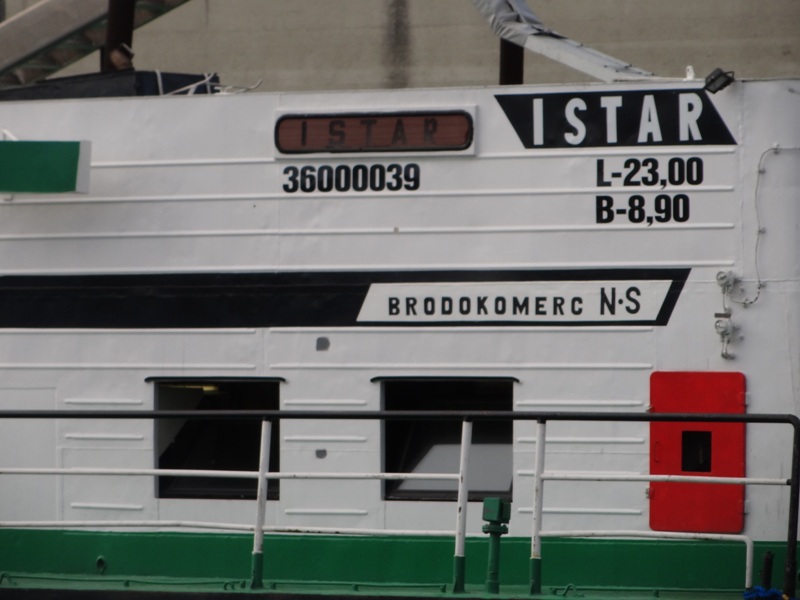 ISTAR
ISTAR
36000039
L-23,00
B-8,90
BRODOKOMERC N·S